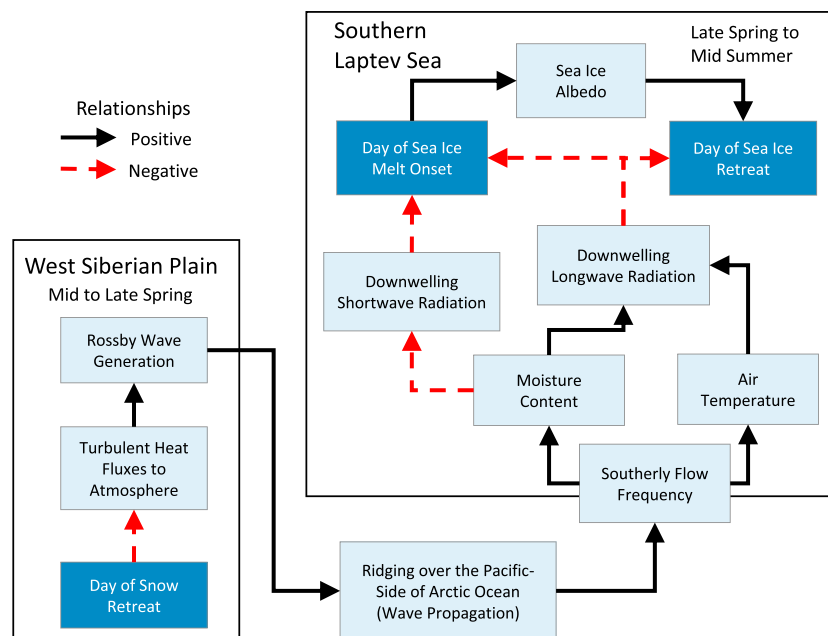 Southern
Laptev Sea
Late Spring to
Mid Summer
Sea Ice
Albedo
Relationships
Positive
Negative
Day of Sea Ice
Melt Onset
Day of Sea Ice
Retreat
West Siberian Plain
Mid to Late Spring
Downwelling
Shortwave Radiation
Downwelling
Longwave Radiation
Rossby Wave
Generation
Moisture
Content
Air
Temperature
Turbulent Heat
Fluxes to
Atmosphere
Southerly Flow
Frequency
Day of Snow
Retreat
Ridging over the Pacific-
Side of Arctic Ocean
(Wave Propagation)